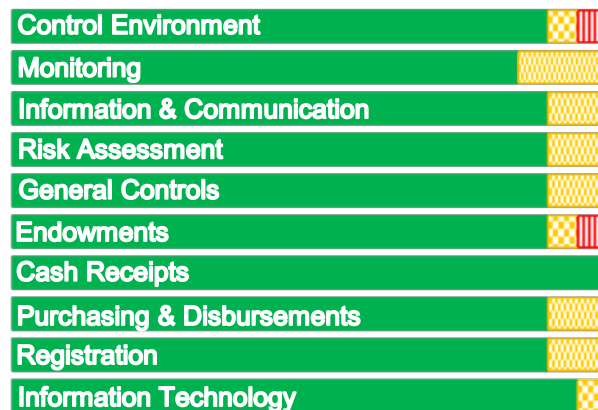 Control Environment
Monitoring
Information & Communication
Risk Assessment
General Controls
Endowments
Cash Receipts
Purchasing & Disbursements
Registration
Information Technology